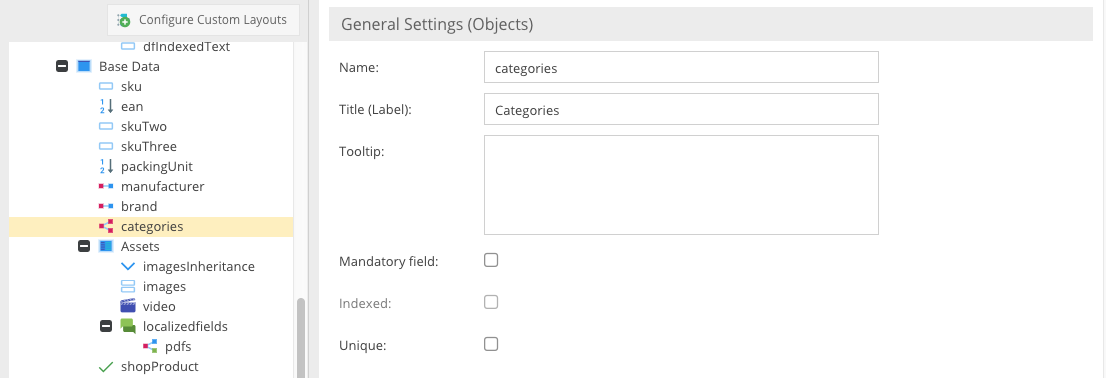 Configure Custom Layouts
dfIndexedText
Base Data
sku
ean
skuTwo
skuThree
packingUnit
manufacturer
brand
categories
Assets
imagesInheritance
images
video
localizedfields
pdfs
shopProduct
General Settings (Objects)
Name: categories
Title (Label): Categories
Tooltip:
Mandatory field:
Indexed:
Unique: